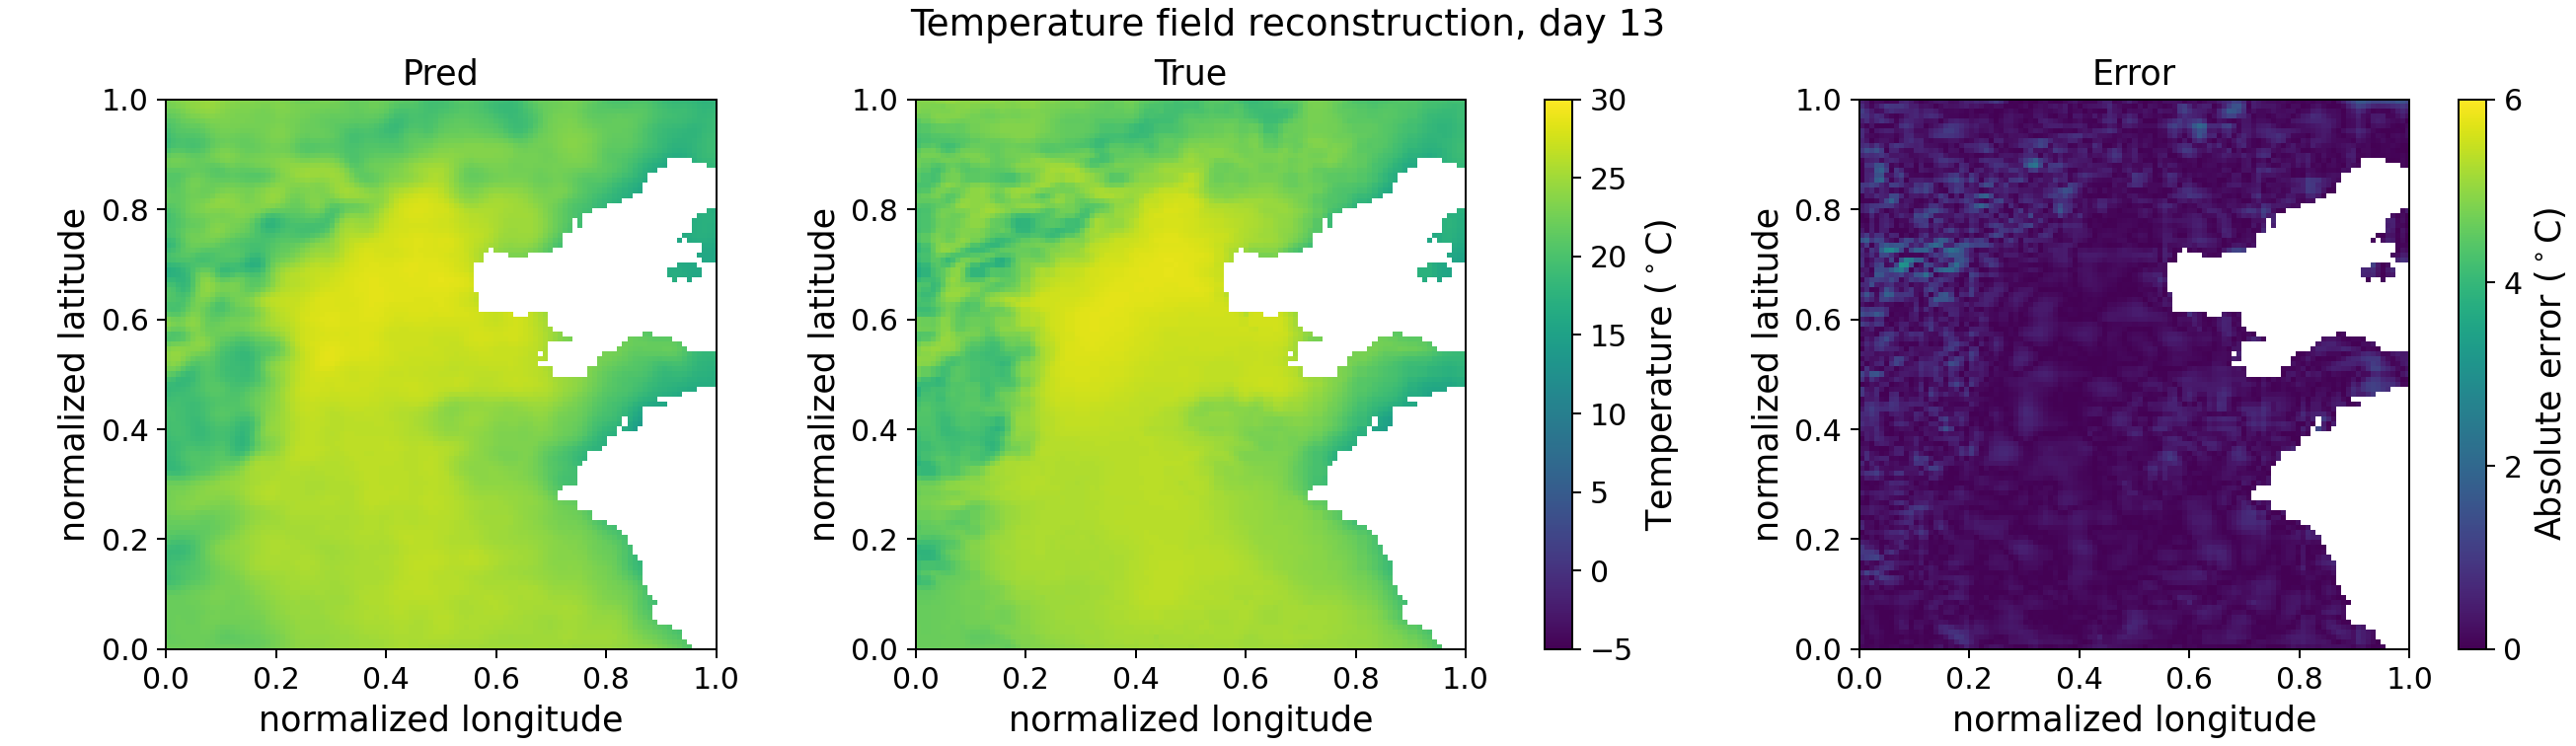 Temperature field reconstruction, day 13
Pred
1.0
0.8
0.6
0.4
0.2
0.0
normalized latitude
0.0 0.2 0.4 0.6 0.8 1.0
normalized longitude
True
1.0
0.8
0.6
0.4
0.2
0.0
normalized latitude
0.0 0.2 0.4 0.6 0.8 1.0
normalized longitude
30
25
20
15
10
5
0
−5
Temperature (°C)
Error
1.0
0.8
0.6
0.4
0.2
0.0
normalized latitude
0.0 0.2 0.4 0.6 0.8 1.0
normalized longitude
6
4
2
0
Absolute error (°C)